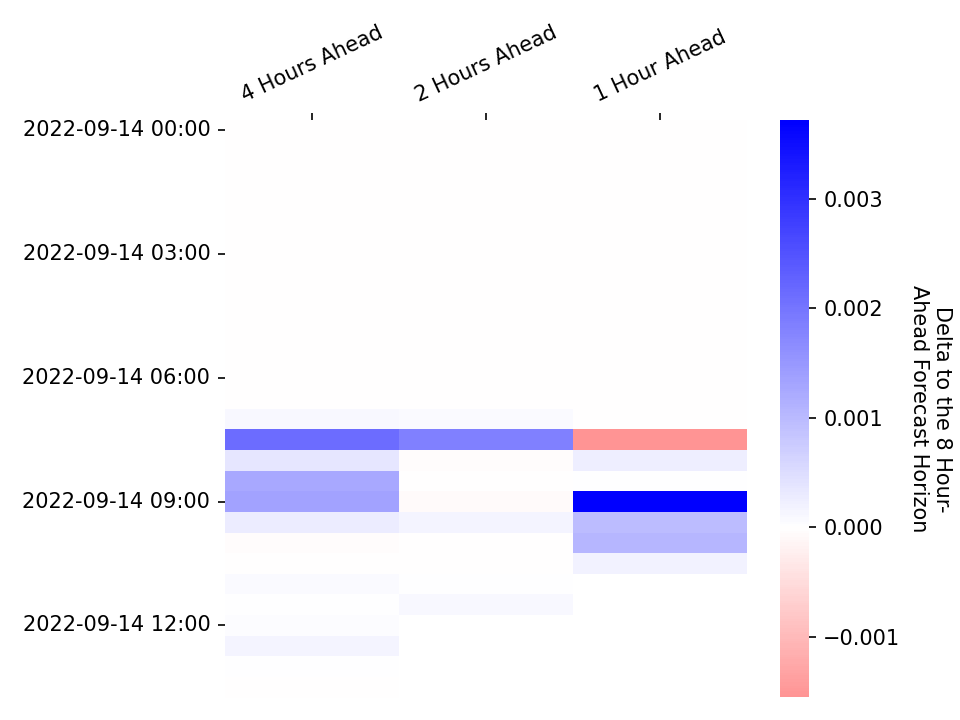 4 Hours Ahead
2 Hours Ahead
1 Hour Ahead
2022-09-14 00:00
2022-09-14 03:00
2022-09-14 06:00
2022-09-14 09:00
2022-09-14 12:00
0.003
0.002
0.001
0.000
−0.001
Delta to the 8 Hour-
Ahead Forecast Horizon